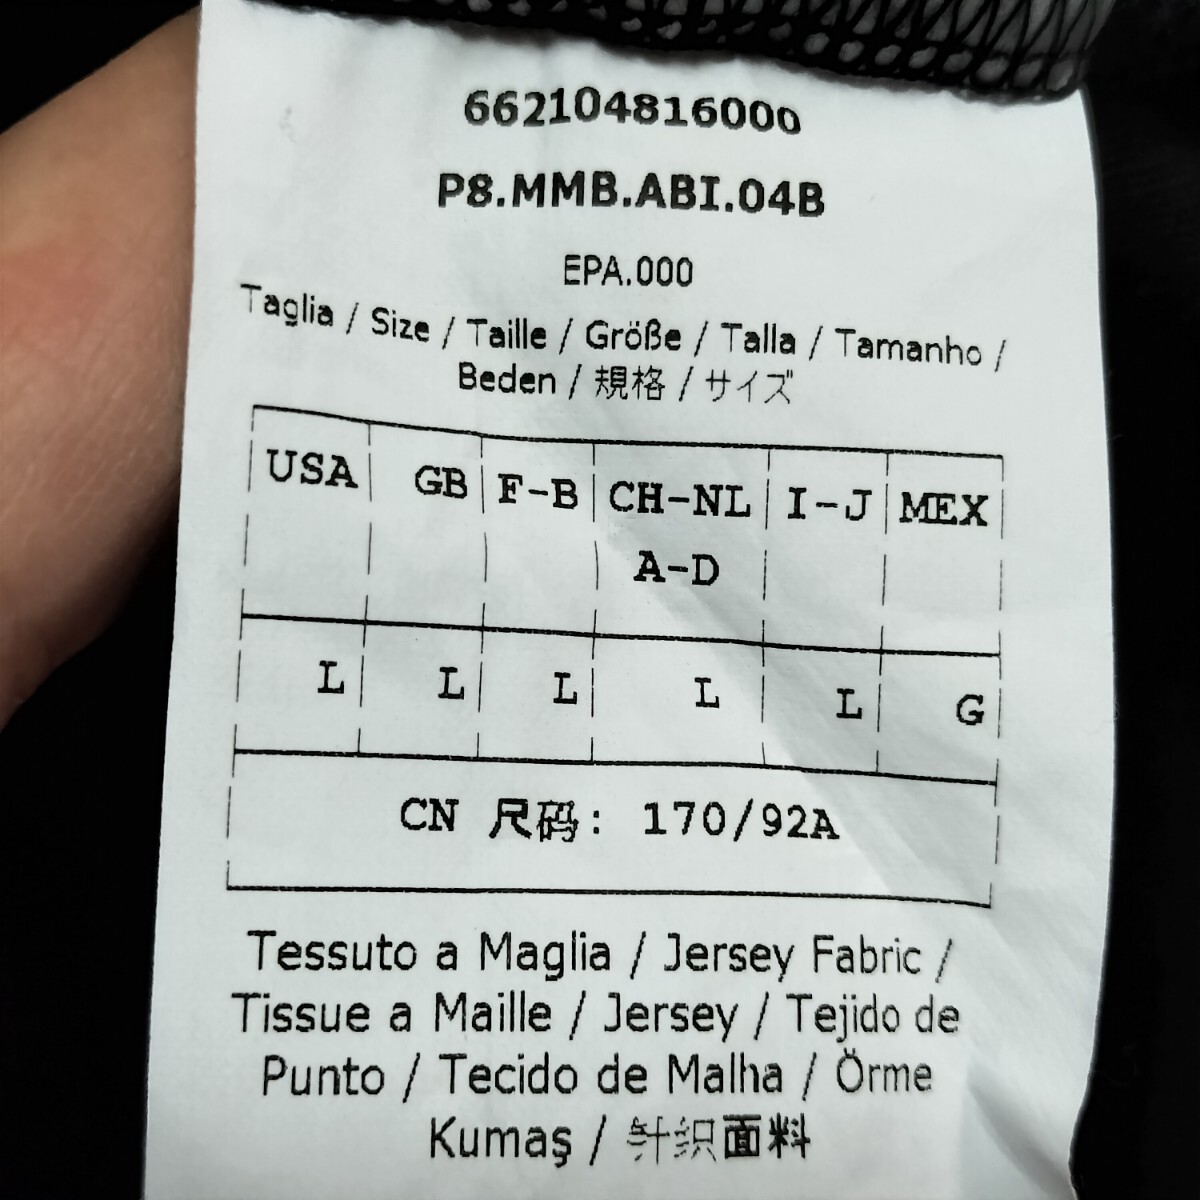 662104816000
P8.MMB.ABI.04B
EPA.000
Taglia / Size / Taille / Größe / Talla / Tamanho /
Beden / 規格 / サイズ
USA GB F-B CH-NL I-J MEX
A-D
L L L L L G
CN 尺码: 170/92A
Tessuto a Maglia / Jersey Fabric /
Tissue a Maille / Jersey / Tejido de
Punto / Tecido de Malha / Örme
Kumaş / 针织面料